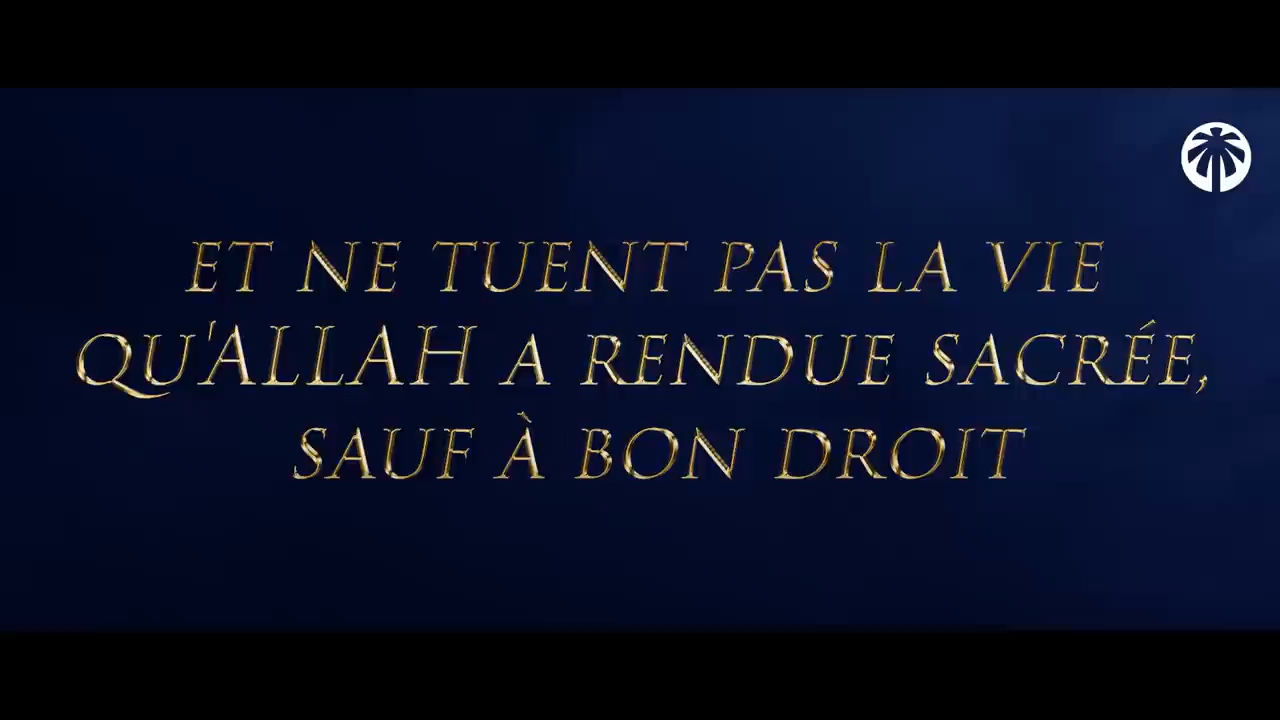 ET NE TUENT PAS LA VIE
QU'ALLAH A RENDUE SACRÉE,
SAUF À BON DROIT